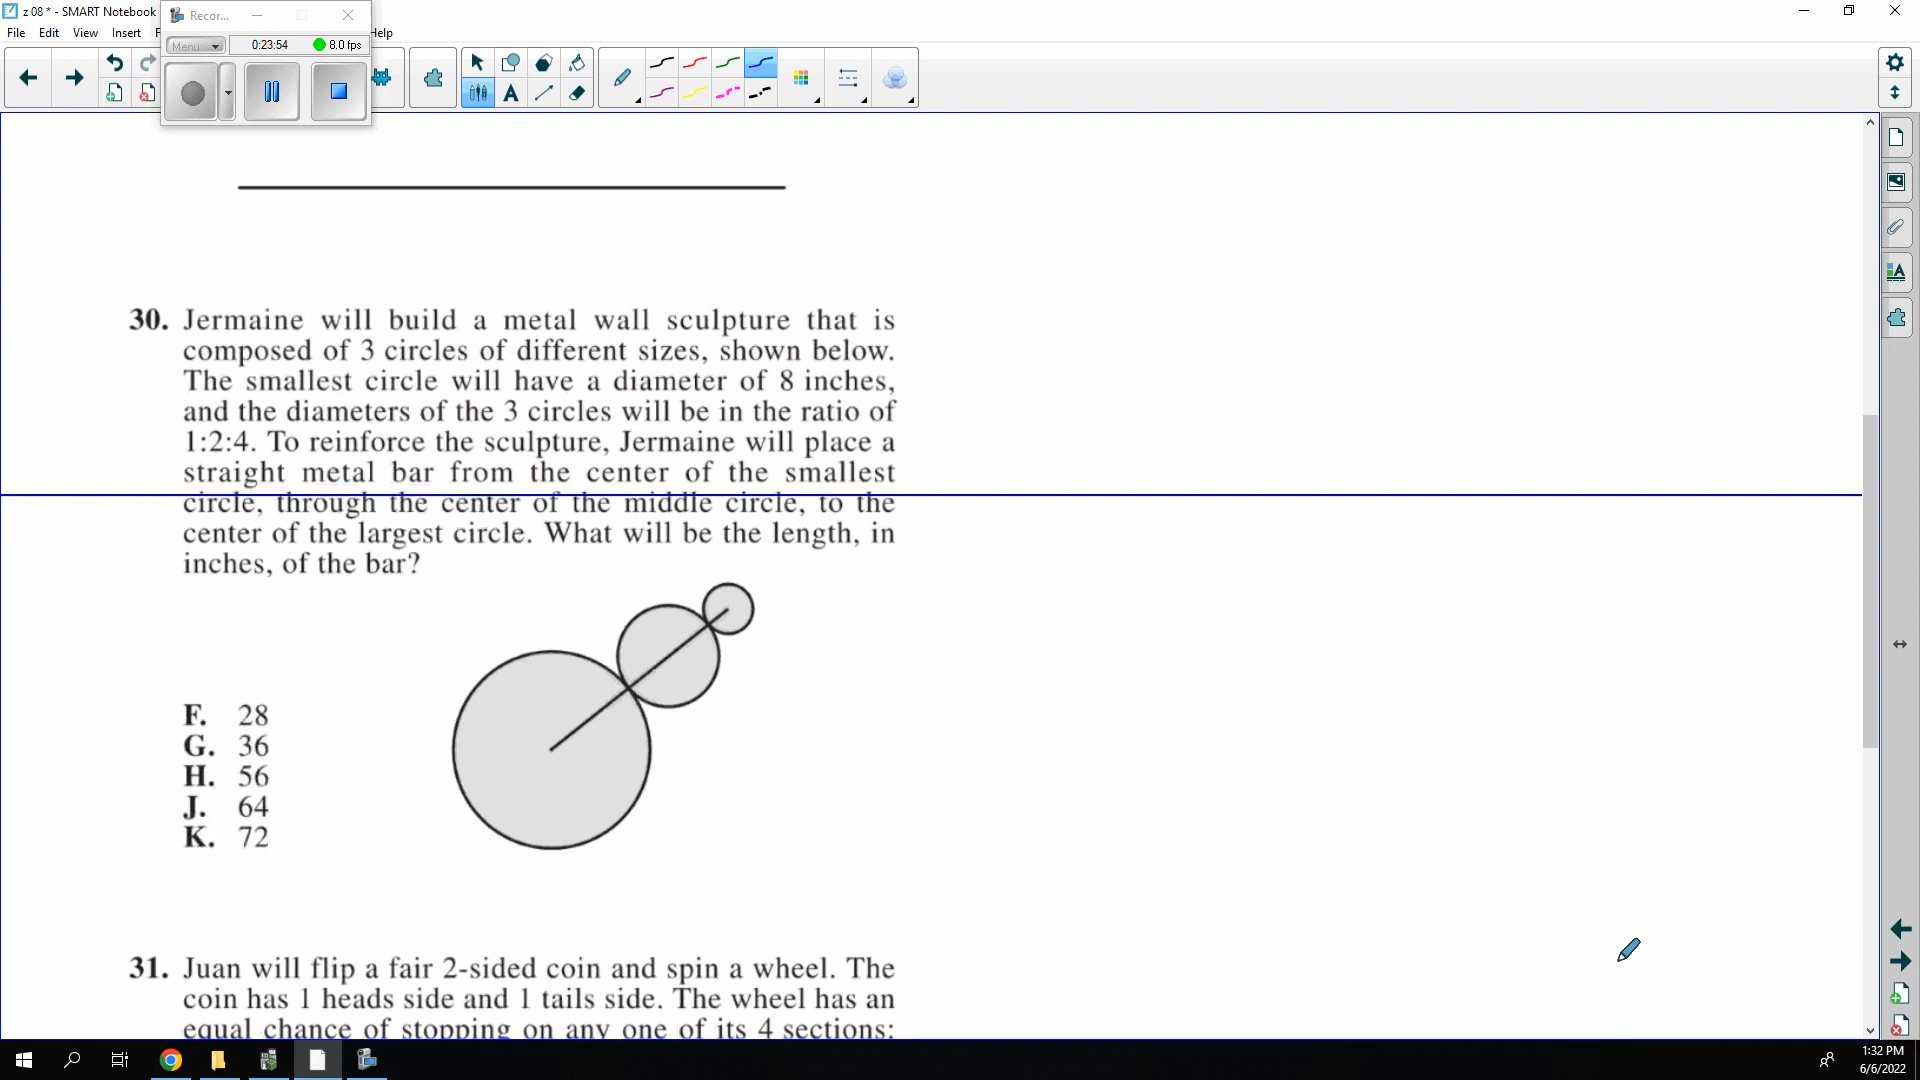 z 08 * - SMART Notebook
Recor...
File Edit View Insert F
Help
Menu
0:23:54
8.0 fps
30. Jermaine will build a metal wall sculpture that is
composed of 3 circles of different sizes, shown below.
The smallest circle will have a diameter of 8 inches,
and the diameters of the 3 circles will be in the ratio of
1:2:4. To reinforce the sculpture, Jermaine will place a
straight metal bar from the center of the smallest
circle, through the center of the middle circle, to the
center of the largest circle. What will be the length, in
inches, of the bar?
F. 28
G. 36
H. 56
J. 64
K. 72
31. Juan will flip a fair 2-sided coin and spin a wheel. The
coin has 1 heads side and 1 tails side. The wheel has an
equal chance of stopping on any one of its 4 sections:
1:32 PM
6/6/2022